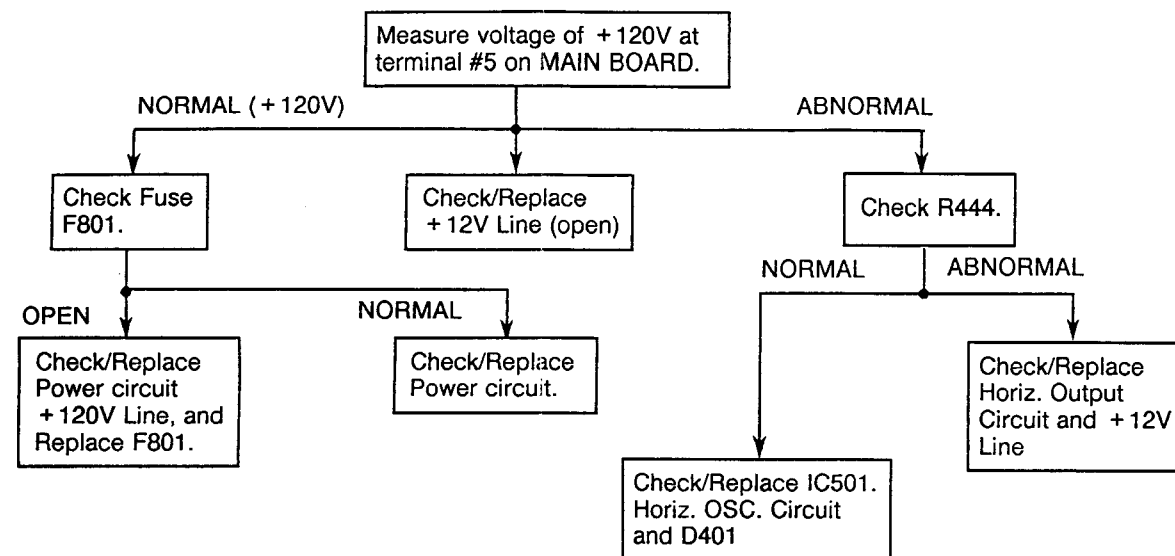 Measure voltage of +120V at
terminal #5 on MAIN BOARD.
NORMAL (+120V)
ABNORMAL
Check Fuse
F801.
Check/Replace
+12V Line (open)
Check R444.
OPEN
NORMAL
NORMAL
ABNORMAL
Check/Replace
Power circuit
+120V Line, and
Replace F801.
Check/Replace
Power circuit.
Check/Replace IC501.
Horiz. OSC. Circuit
and D401
Check/Replace
Horiz. Output
Circuit and +12V
Line